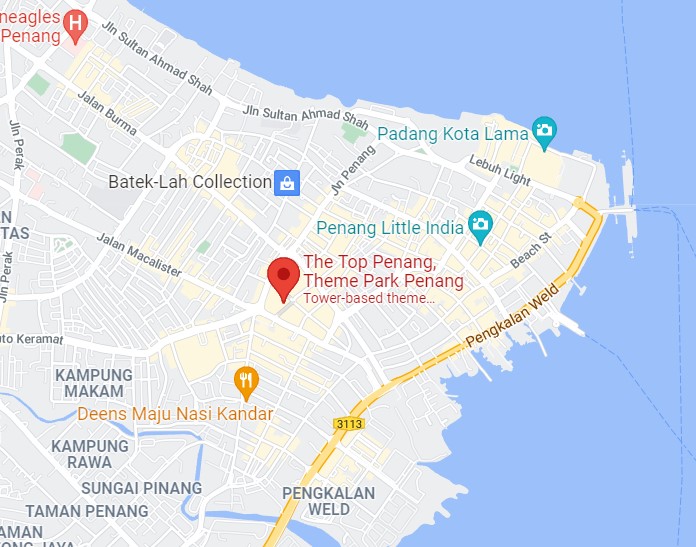 neagles
Penang
Jln Sultan Ahmad Shah
Jalan Burma
Jln Sultan Ahmad Shah
Padang Kota Lama
Jln Perak
Lebuh Light
Jln Penang
Batek-Lah Collection
AN
TAS
Penang Little India
Beach St
Jalan Macalister
The Top Penang,
Theme Park Penang
Tower-based theme...
Jln Perak
Pengkalan Weld
uto Keramat
KAMPUNG
MAKAM
Deens Maju Nasi Kandar
3113
KAMPUNG
RAWA
SUNGAI PINANG
PENGKALAN
WELD
TAMAN PENANG
AMAN